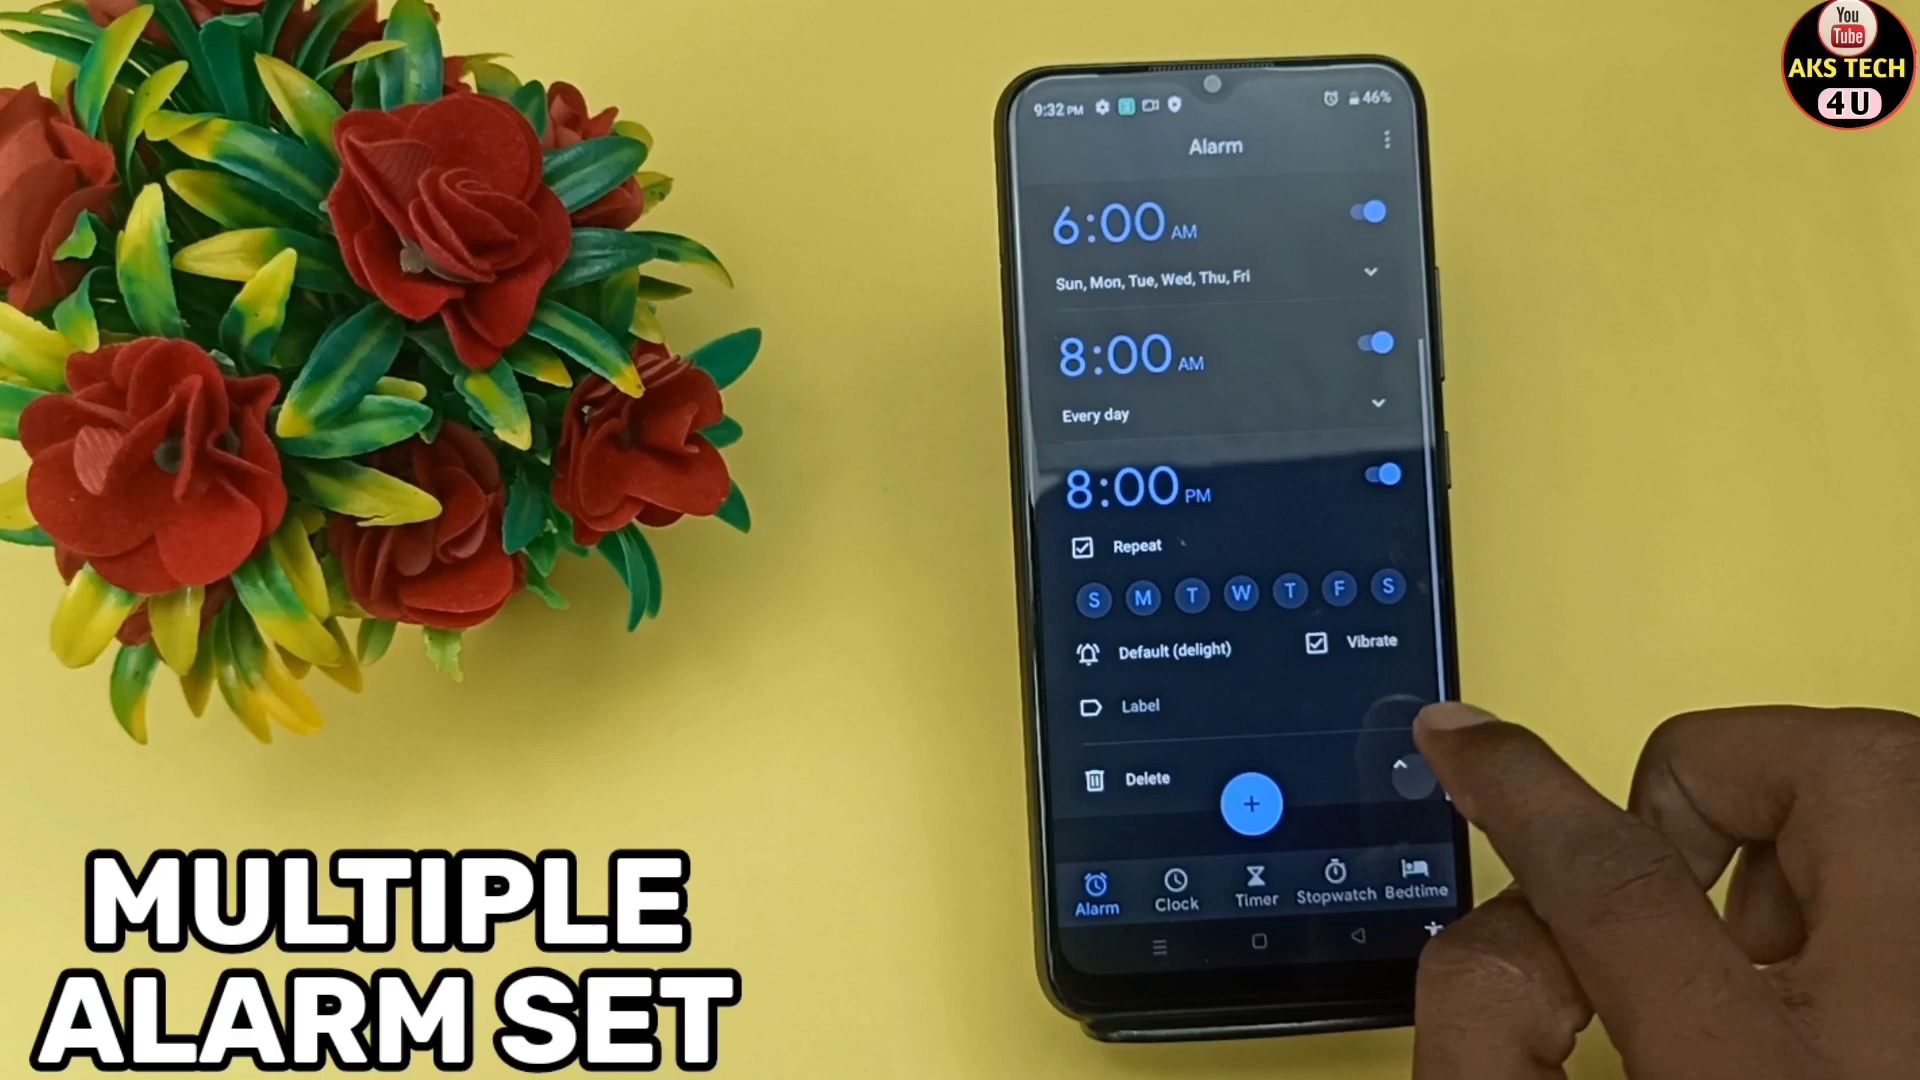 You
Tube
AKS TECH
4 U
9:32 PM
46%
Alarm
6:00 AM
Sun, Mon, Tue, Wed, Thu, Fri
8:00 AM
Every day
8:00 PM
Repeat
S M T W T F S
Default (delight)
Vibrate
Label
Delete
+
Alarm
Clock
Timer
Stopwatch
Bedtime
MULTIPLE
ALARM SET